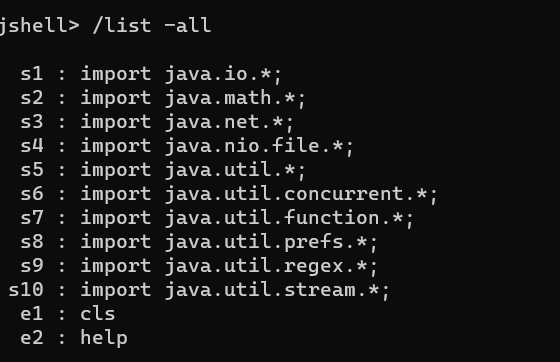 jshell> /list -all
s1 : import java.io.*;
s2 : import java.math.*;
s3 : import java.net.*;
s4 : import java.nio.file.*;
s5 : import java.util.*;
s6 : import java.util.concurrent.*;
s7 : import java.util.function.*;
s8 : import java.util.prefs.*;
s9 : import java.util.regex.*;
s10 : import java.util.stream.*;
e1 : cls
e2 : help